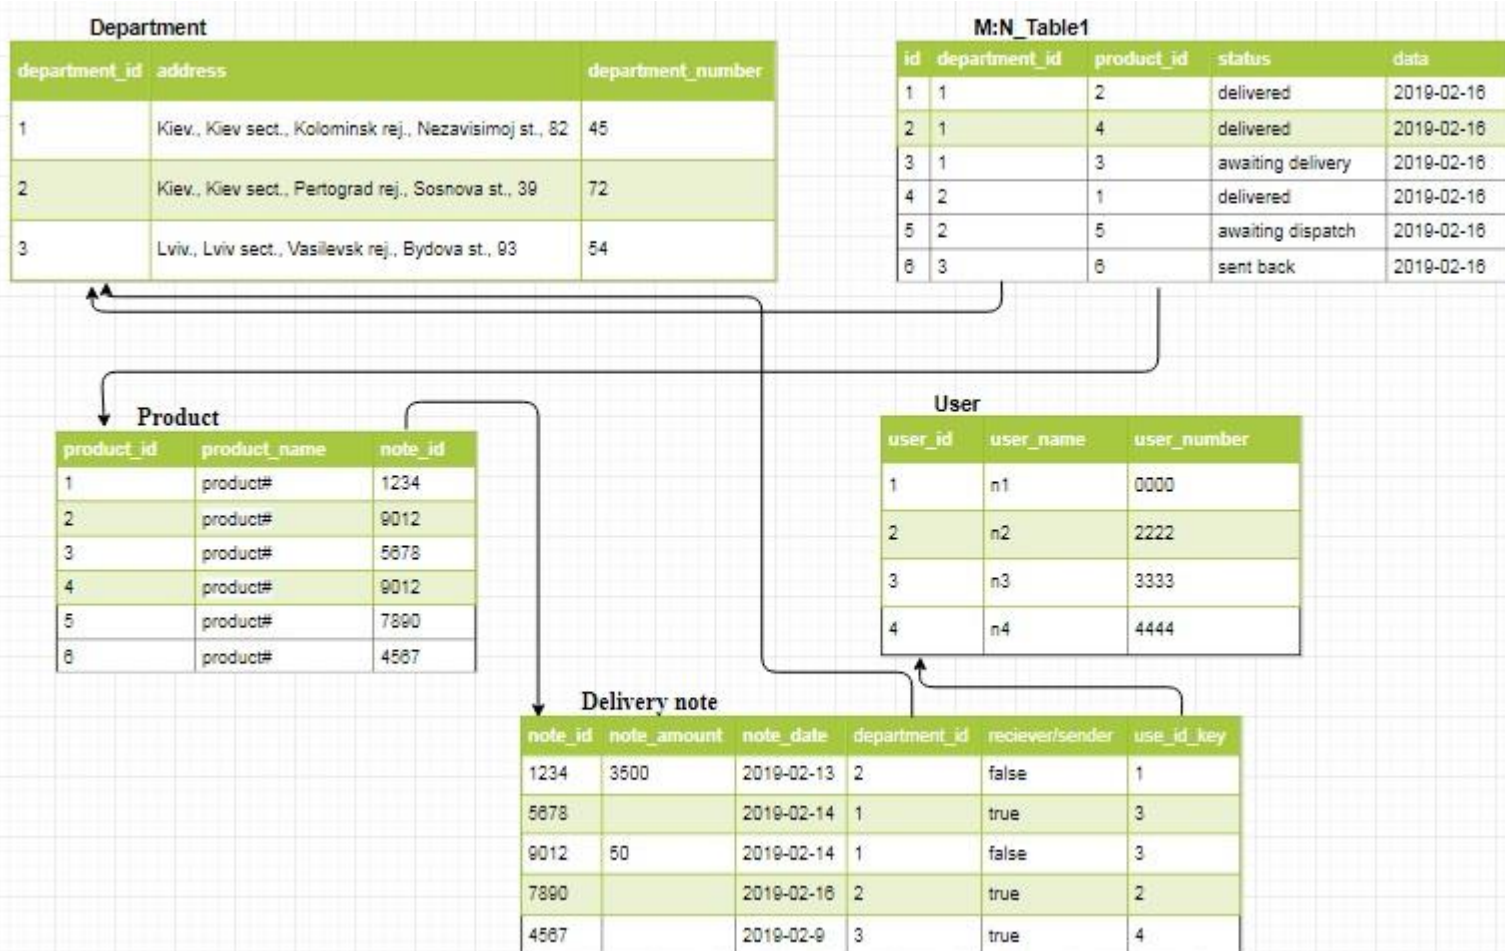 Department
department_id address department_number
1 Kiev., Kiev sect., Kolominsk rej., Nezavisimoj st., 82 45
2 Kiev., Kiev sect., Pertograd rej., Sosnova st., 39 72
3 Lviv., Lviv sect., Vasilevsk rej., Bydova st., 93 54
M:N_Table1
id department_id product_id status data
1 1 2 delivered 2019-02-16
2 1 4 delivered 2019-02-16
3 1 3 awaiting delivery 2019-02-16
4 2 1 delivered 2019-02-16
5 2 5 awaiting dispatch 2019-02-16
6 3 6 sent back 2019-02-16
Product
product_id product_name note_id
1 product# 1234
2 product# 9012
3 product# 5678
4 product# 9012
5 product# 7890
6 product# 4567
User
user_id user_name user_number
1 n1 0000
2 n2 2222
3 n3 3333
4 n4 4444
Delivery note
note_id note_amount note_date department_id reciever/sender use_id_key
1234 3500 2019-02-13 2 false 1
5678 2019-02-14 1 true 3
9012 50 2019-02-14 1 false 3
7890 2019-02-16 2 true 2
4567 2019-02-9 3 true 4